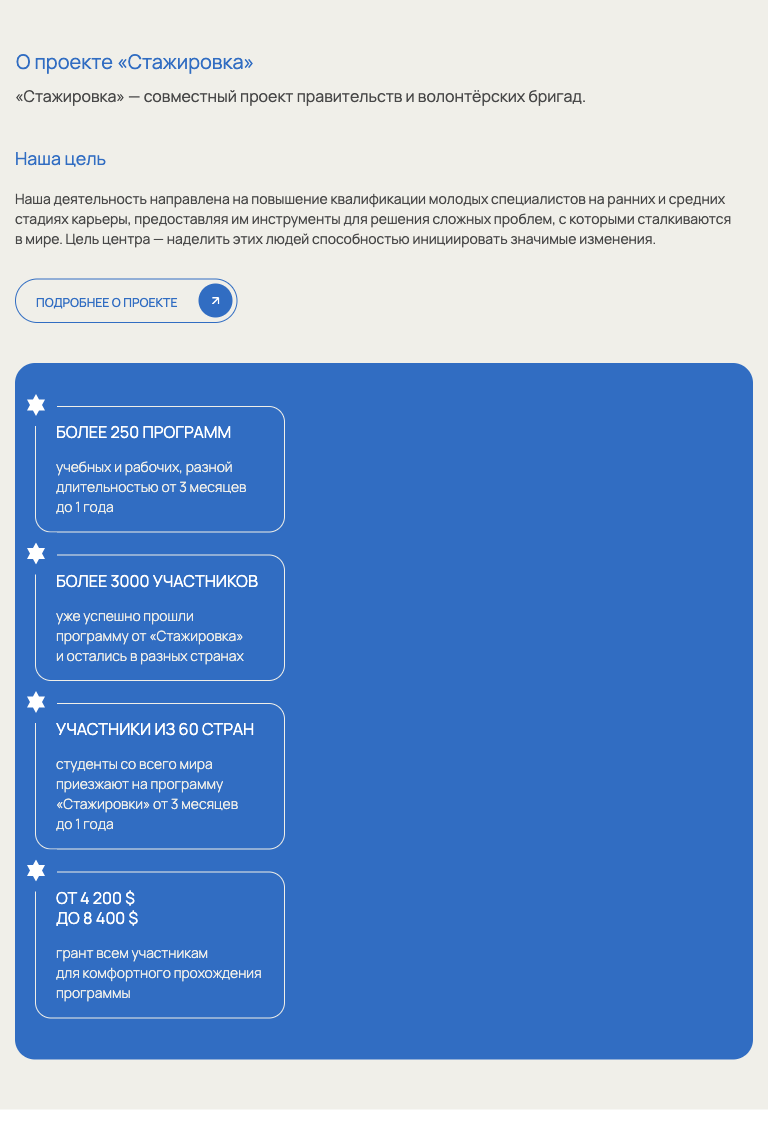 О проекте «Стажировка»
«Стажировка» — совместный проект правительств и волонтёрских бригад.
Наша цель
Наша деятельность направлена на повышение квалификации молодых специалистов на ранних и средних
стадиях карьеры, предоставляя им инструменты для решения сложных проблем, с которыми сталкиваются
в мире. Цель центра — наделить этих людей способностью инициировать значимые изменения.
ПОДРОБНЕЕ О ПРОЕКТЕ
БОЛЕЕ 250 ПРОГРАММ
учебных и рабочих, разной
длительностью от 3 месяцев
до 1 года
БОЛЕЕ 3000 УЧАСТНИКОВ
уже успешно прошли
программу от «Стажировка»
и остались в разных странах
УЧАСТНИКИ ИЗ 60 СТРАН
студенты со всего мира
приезжают на программу
«Стажировки» от 3 месяцев
до 1 года
ОТ 4 200 $
ДО 8 400 $
грант всем участникам
для комфортного прохождения
программы